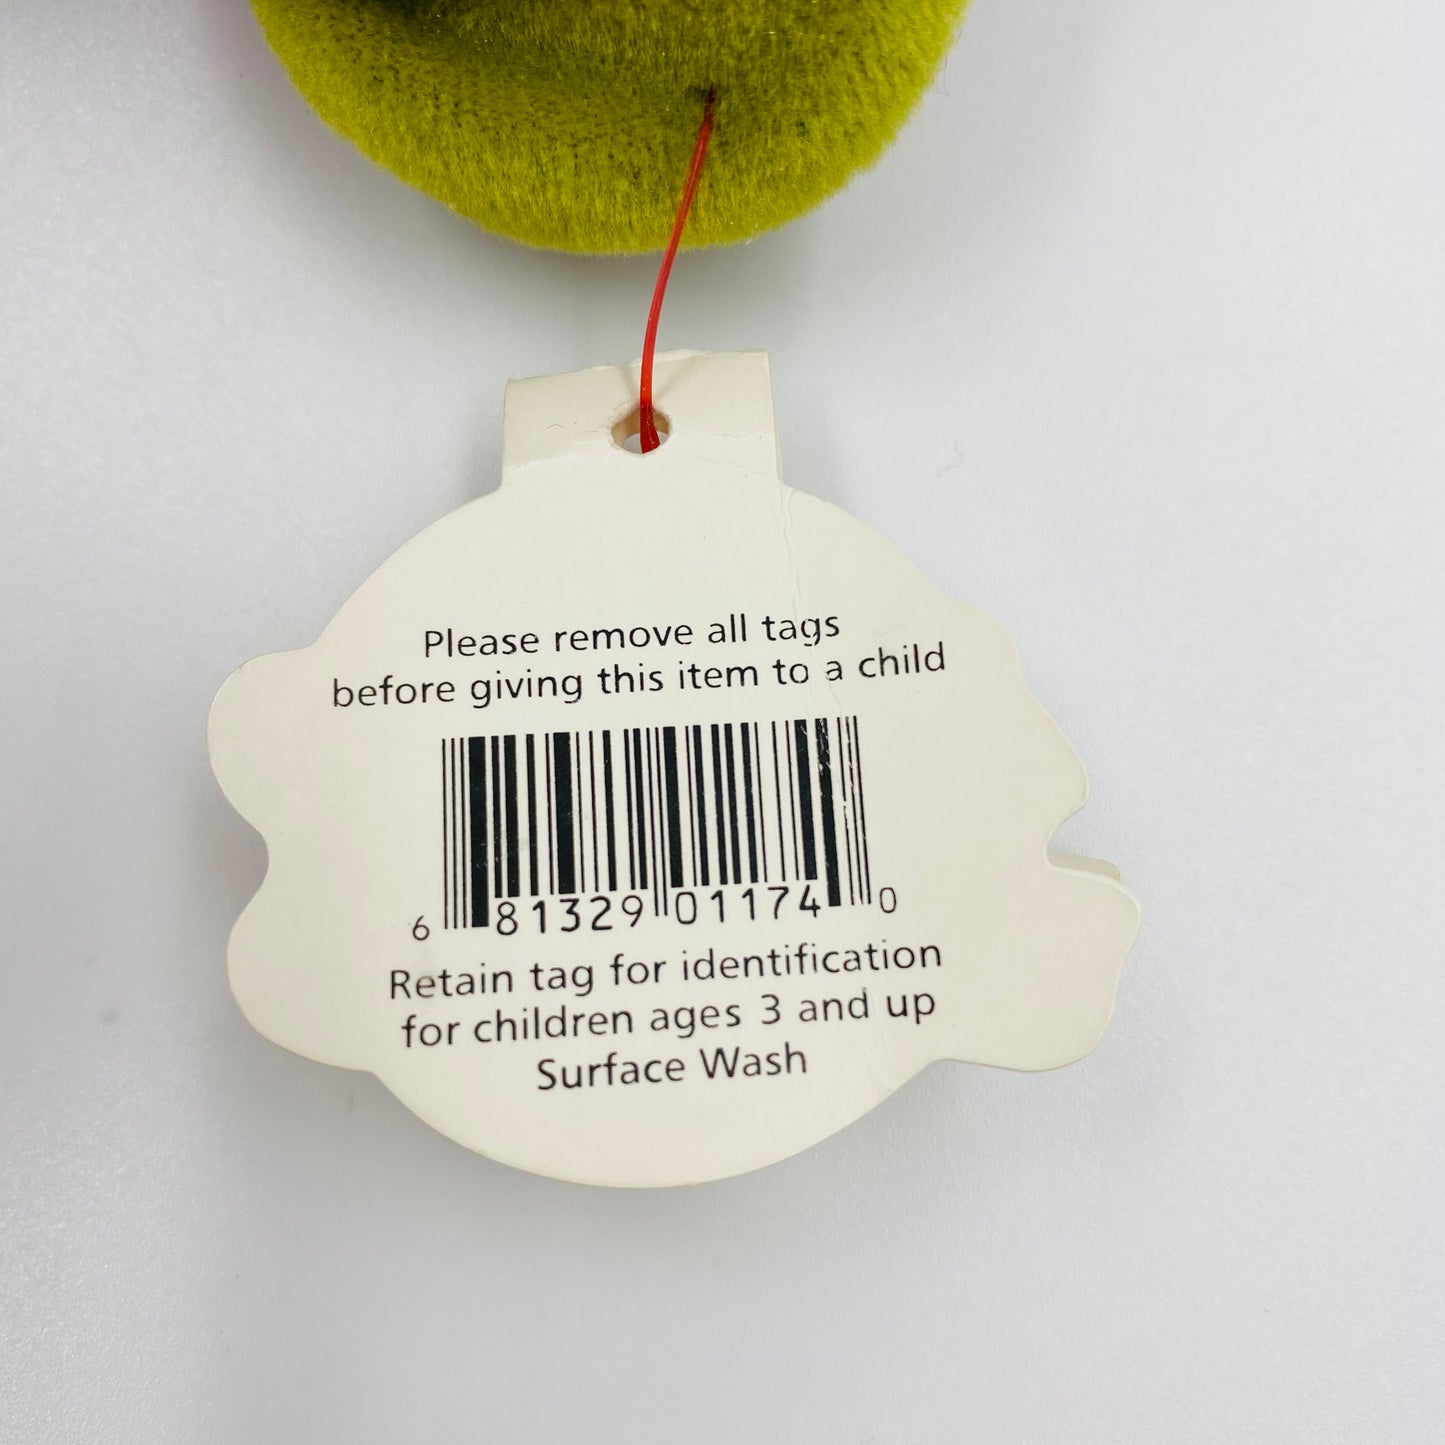 Please remove all tags
before giving this item to a child
6 81329 01174 0
Retain tag for identification
for children ages 3 and up
Surface Wash